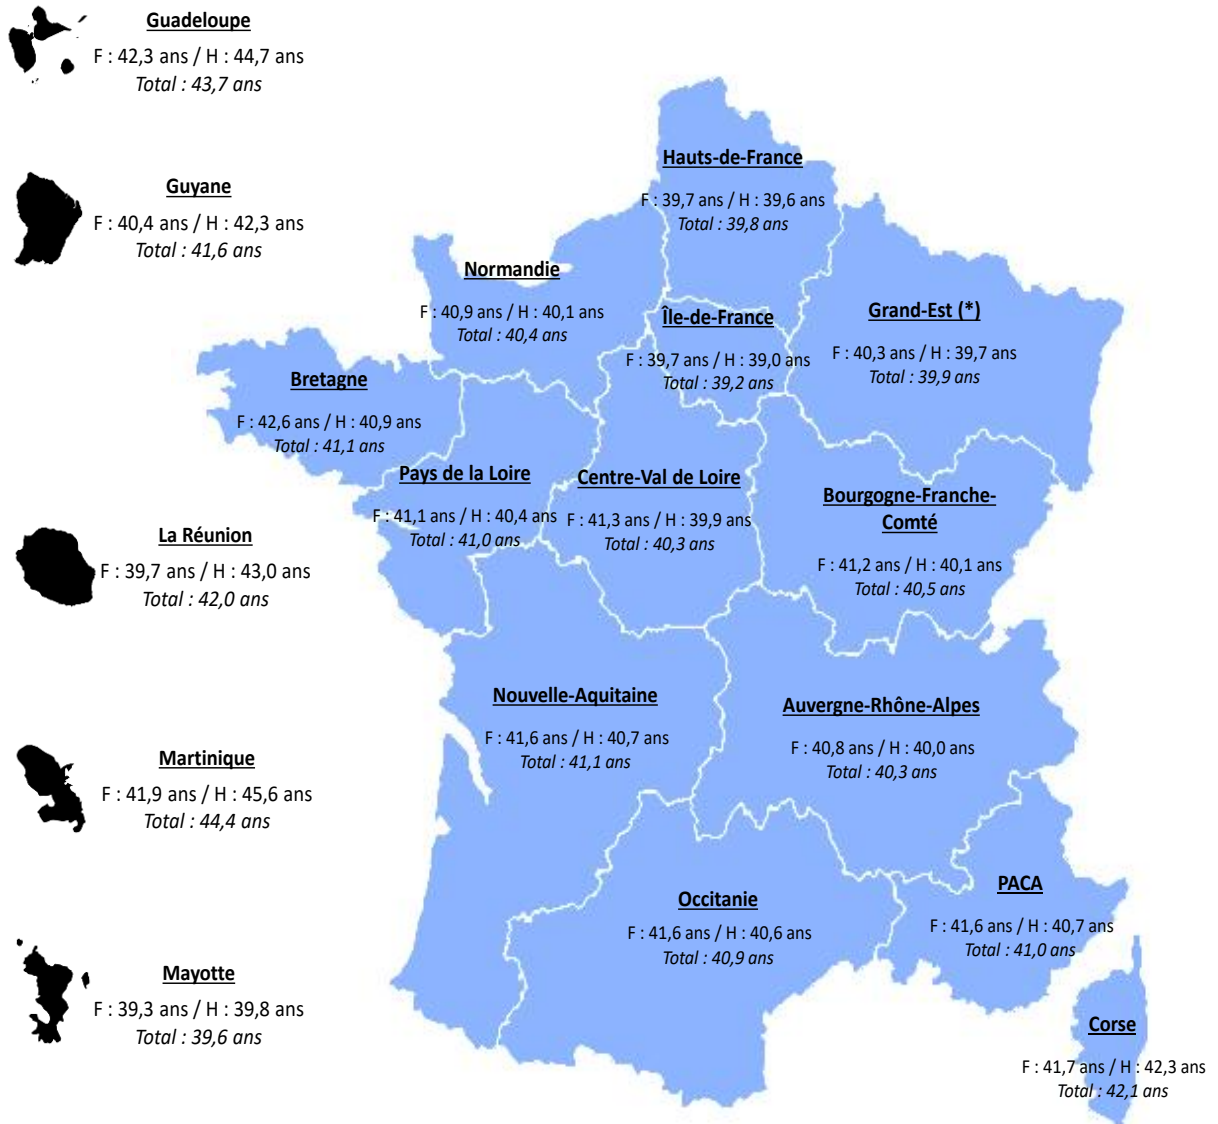 Guadeloupe
F : 42,3 ans / H : 44,7 ans
Total : 43,7 ans
Guyane
F : 40,4 ans / H : 42,3 ans
Total : 41,6 ans
La Réunion
F : 39,7 ans / H : 43,0 ans
Total : 42,0 ans
Martinique
F : 41,9 ans / H : 45,6 ans
Total : 44,4 ans
Mayotte
F : 39,3 ans / H : 39,8 ans
Total : 39,6 ans
Hauts-de-France
F : 39,7 ans / H : 39,6 ans
Total : 39,8 ans
Normandie
F : 40,9 ans / H : 40,1 ans
Total : 40,4 ans
Île-de-France
F : 39,7 ans / H : 39,0 ans
Total : 39,2 ans
Grand-Est (*)
F : 40,3 ans / H : 39,7 ans
Total : 39,9 ans
Bretagne
F : 42,6 ans / H : 40,9 ans
Total : 41,1 ans
Pays de la Loire
F : 41,1 ans / H : 40,4 ans
Total : 41,0 ans
Centre-Val de Loire
F : 41,3 ans / H : 39,9 ans
Total : 40,3 ans
Bourgogne-Franche-
Comté
F : 41,2 ans / H : 40,1 ans
Total : 40,5 ans
Nouvelle-Aquitaine
F : 41,6 ans / H : 40,7 ans
Total : 41,1 ans
Auvergne-Rhône-Alpes
F : 40,8 ans / H : 40,0 ans
Total : 40,3 ans
Occitanie
F : 41,6 ans / H : 40,6 ans
Total : 40,9 ans
PACA
F : 41,6 ans / H : 40,7 ans
Total : 41,0 ans
Corse
F : 41,7 ans / H : 42,3 ans
Total : 42,1 ans